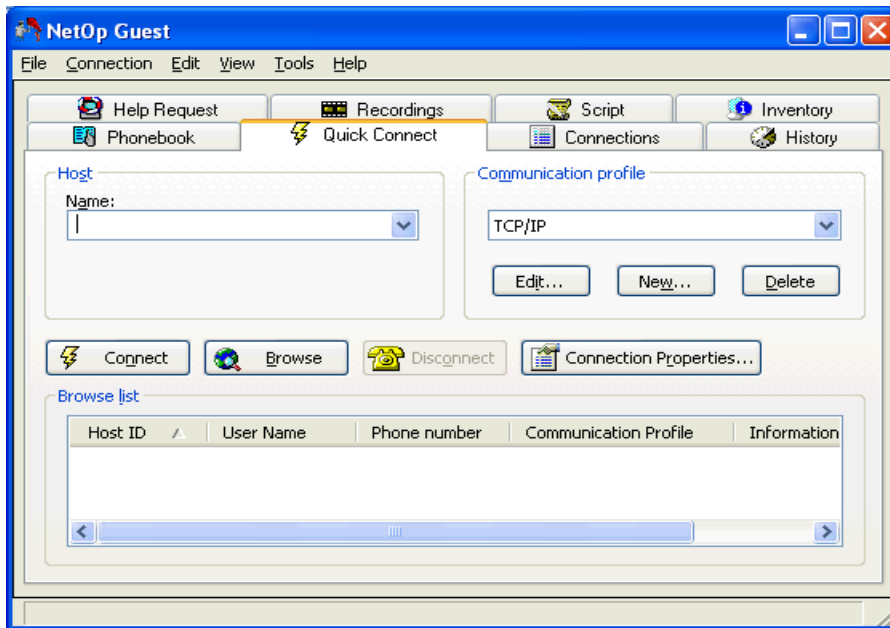 NetOp Guest
File Connection Edit View Tools Help
Help Request Recordings Script Inventory
Phonebook Quick Connect Connections History
Host
Name:
Communication profile
TCP/IP
Edit... New... Delete
Connect Browse Disconnect Connection Properties...
Browse list
Host ID User Name Phone number Communication Profile Information